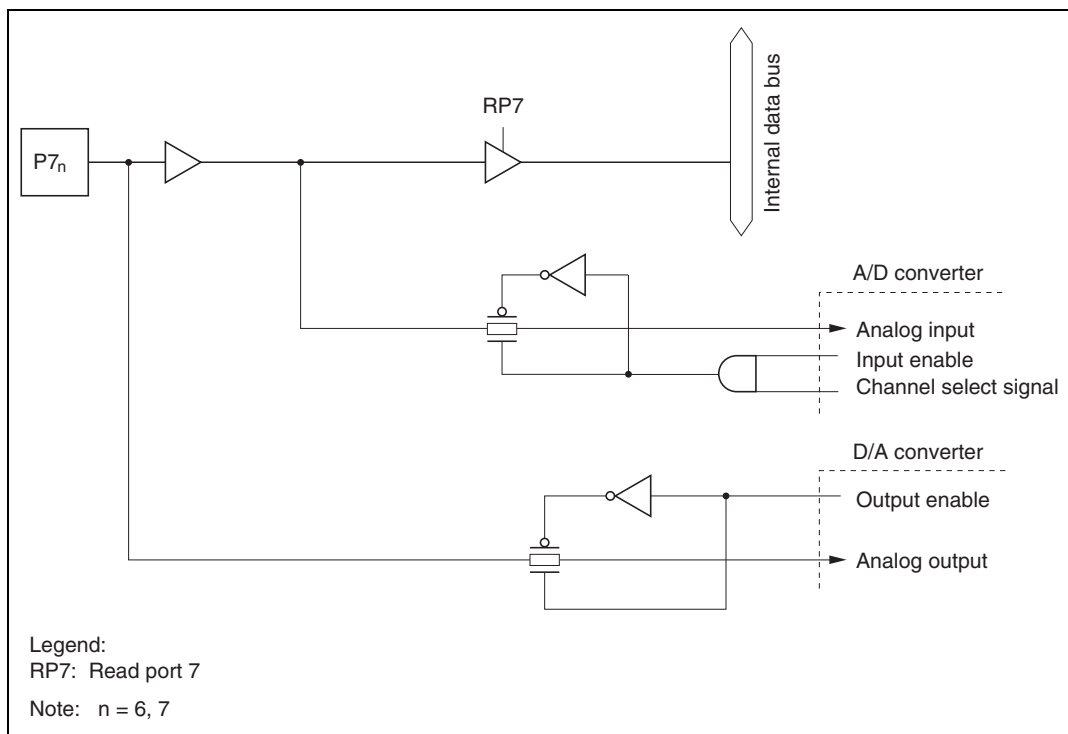 RP7
P7n
Internal data bus
A/D converter
Analog input
Input enable
Channel select signal
D/A converter
Output enable
Analog output
Legend:
RP7: Read port 7
Note: n = 6, 7